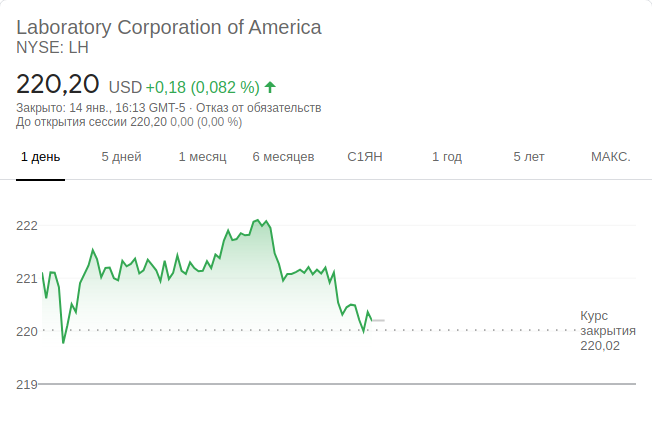 Laboratory Corporation of America
NYSE: LH
220,20 USD +0,18 (0,082 %)
Закрыто: 14 янв., 16:13 GMT-5 · Отказ от обязательств
До открытия сессии 220,20 0,00 (0,00 %)
1 день 5 дней 1 месяц 6 месяцев С1ЯН 1 год 5 лет МАКС.
222
221
220
219
Курс
закрытия
220,02